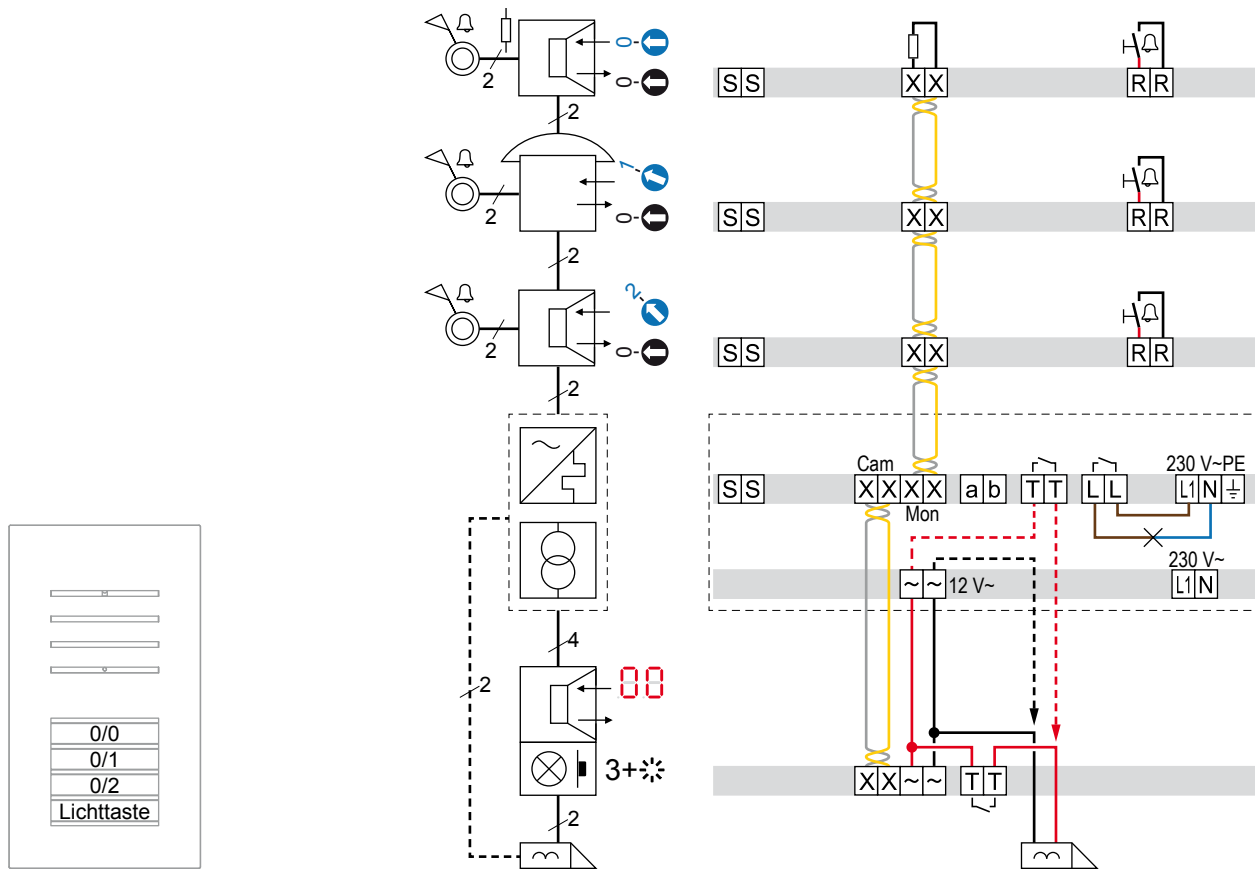 2
0
0
S S
X X
R R
2
1
0
2
S S
X X
R R
2
2
0
2
S S
X X
R R
2
Cam
230 V~PE
S S
X X X X
a b
T T
L L
L1 N
Mon
230 V~
~ ~
12 V~
L1 N
4
2
00
0/0
0/1
0/2
Lichttaste
3+
X X ~ ~
T T
2